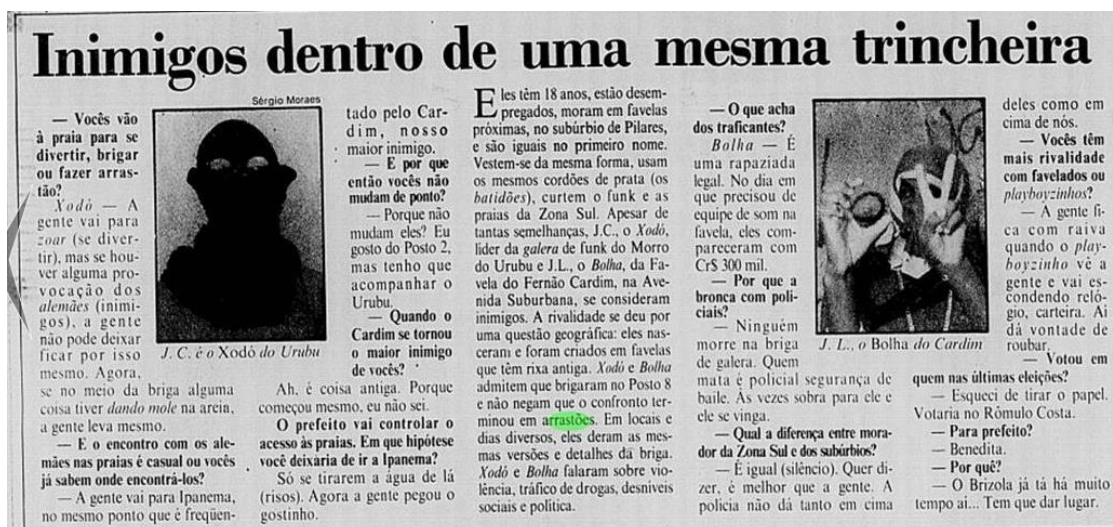 Inimigos dentro de uma mesma trincheira
— Vocês vão
à praia para se
divertir, brigar
ou fazer arras-
tão?
Xodó — A
gente vai para
zoar (se diver-
tir), mas se hou-
ver alguma pro-
vocação dos
alemães (inimi-
gos), a gente
não pode deixar
ficar por isso
mesmo. Agora,
se no meio da briga alguma
coisa tiver dando mole na areia,
a gente leva mesmo.
— E o encontro com os ale-
mães nas praias é casual ou vocês
já sabem onde encontrá-los?
— A gente vai para Ipanema,
no mesmo ponto que é freqüen-
Sérgio Moraes
J. C. é o Xodó do Urubu
tado pelo Car-
dim, nosso
maior inimigo.
— E por que
então vocês não
mudam de ponto?
— Porque não
mudam eles? Eu
gosto do Posto 2,
mas tenho que
acompanhar o
Urubu.
— Quando o
Cardim se tornou
o maior inimigo
de vocês?
Ah, é coisa antiga. Porque
começou mesmo, eu não sei.
O prefeito vai controlar o
acesso às praias. Em que hipótese
você deixaria de ir a Ipanema?
Só se tirarem a água de lá
(risos). Agora a gente pegou o
gostinho.
Eles têm 18 anos, estão desem-
pregados, moram em favelas
próximas, no subúrbio de Pilares,
e são iguais no primeiro nome.
Vestem-se da mesma forma, usam
os mesmos cordões de prata (os
batidões), curtem o funk e as
praias da Zona Sul. Apesar de
tantas semelhanças, J.C., o Xodó,
lider da galera de funk do Morro
do Urubu e J.L., o Bolha, da Fa-
vela do Fernão Cardim, na Ave-
nida Suburbana, se consideram
inimigos. A rivalidade se deu por
uma questão geográfica: eles nas-
ceram e foram criados em favelas
que têm rixa antiga. Xodó e Bolha
admitem que brigaram no Posto 8
e não negam que o confronto ter-
minou em arrastões. Em locais e
dias diversos, eles deram as mes-
mas versões e detalhes da briga.
Xodó e Bolha falaram sobre vio-
lência, tráfico de drogas, desníveis
sociais e política.
— O que acha
dos traficantes?
Bolha — É
uma rapaziada
legal. No dia em
que precisou de
equipe de som na
favela, eles com-
pareceram com
Cr$ 300 mil.
— Por que a
bronca com poli-
ciais?
— Ninguém
morre na briga
de galera. Quem
mata é policial segurança de
baile. Às vezes sobra para ele e
ele se vinga.
— Qual a diferença entre mora-
dor da Zona Sul e dos subúrbios?
— É igual (silêncio). Quer di-
zer, é melhor que a gente. A
polícia não dá tanto em cima
J. L., o Bolha do Cardim
deles como em
cima de nós.
— Vocês têm
mais rivalidade
com favelados ou
playboyzinhos?
— A gente fi-
ca com raiva
quando o play-
boyzinho vê a
gente e vai es-
condendo reló-
gio, carteira. Aí
dá vontade de
roubar.
— Votou em
quem nas últimas eleições?
— Esqueci de tirar o papel.
Votaria no Rômulo Costa.
— Para prefeito?
— Benedita.
— Por quê?
— O Brizola já tá há muito
tempo aí... Tem que dar lugar.